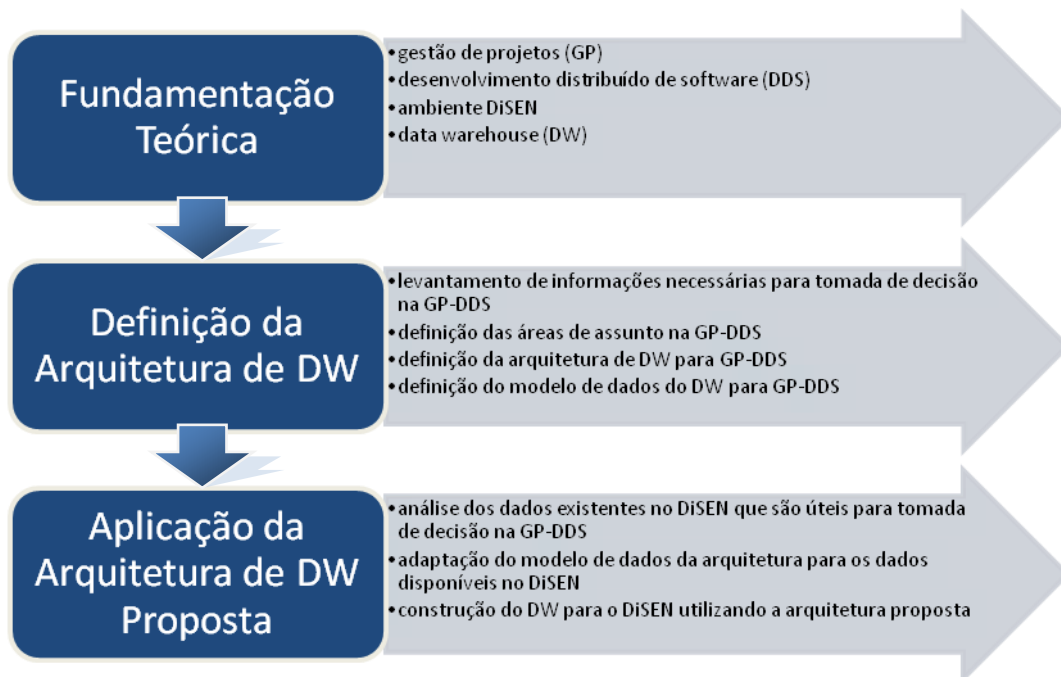 Fundamentação
Teórica
•gestão de projetos (GP)
•desenvolvimento distribuído de software (DDS)
•ambiente DiSEN
•data warehouse (DW)
Definição da
Arquitetura de DW
•levantamento de informações necessárias para tomada de decisão
na GP-DDS
•definição das áreas de assunto na GP-DDS
•definição da arquitetura de DW para GP-DDS
•definição do modelo de dados do DW para GP-DDS
Aplicação da
Arquitetura de DW
Proposta
•análise dos dados existentes no DiSEN que são úteis para tomada
de decisão na GP-DDS
•adaptação do modelo de dados da arquitetura para os dados
disponíveis no DiSEN
•construção do DW para o DiSEN utilizando a arquitetura proposta